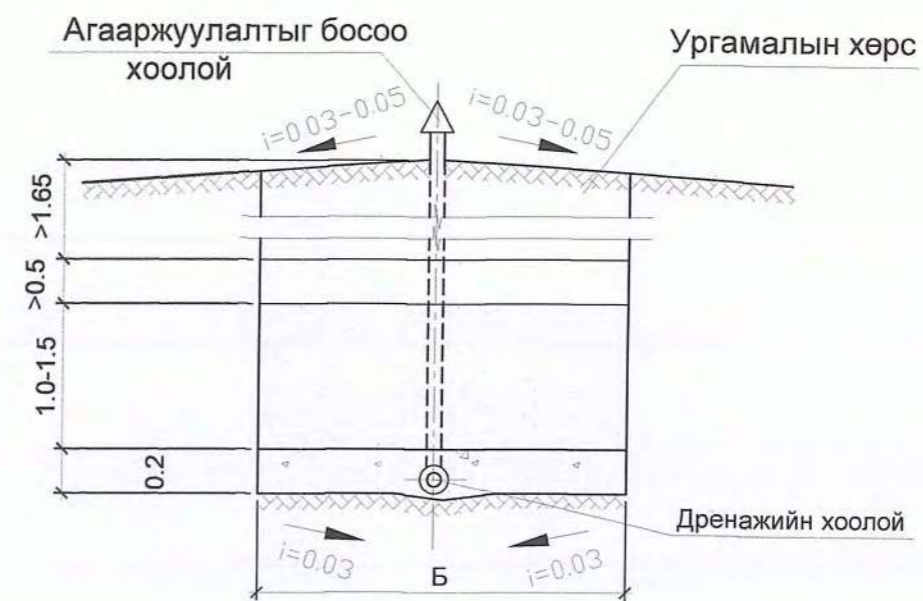 Агааржуулалтыг босоо
хоолой
Ургамалын хөрс
i=0.03-0.05
i=0.03-0.05
>1.65
>0.5
1.0-1.5
0.2
Дренажийн хоолой
i=0.03
i=0.03
Б